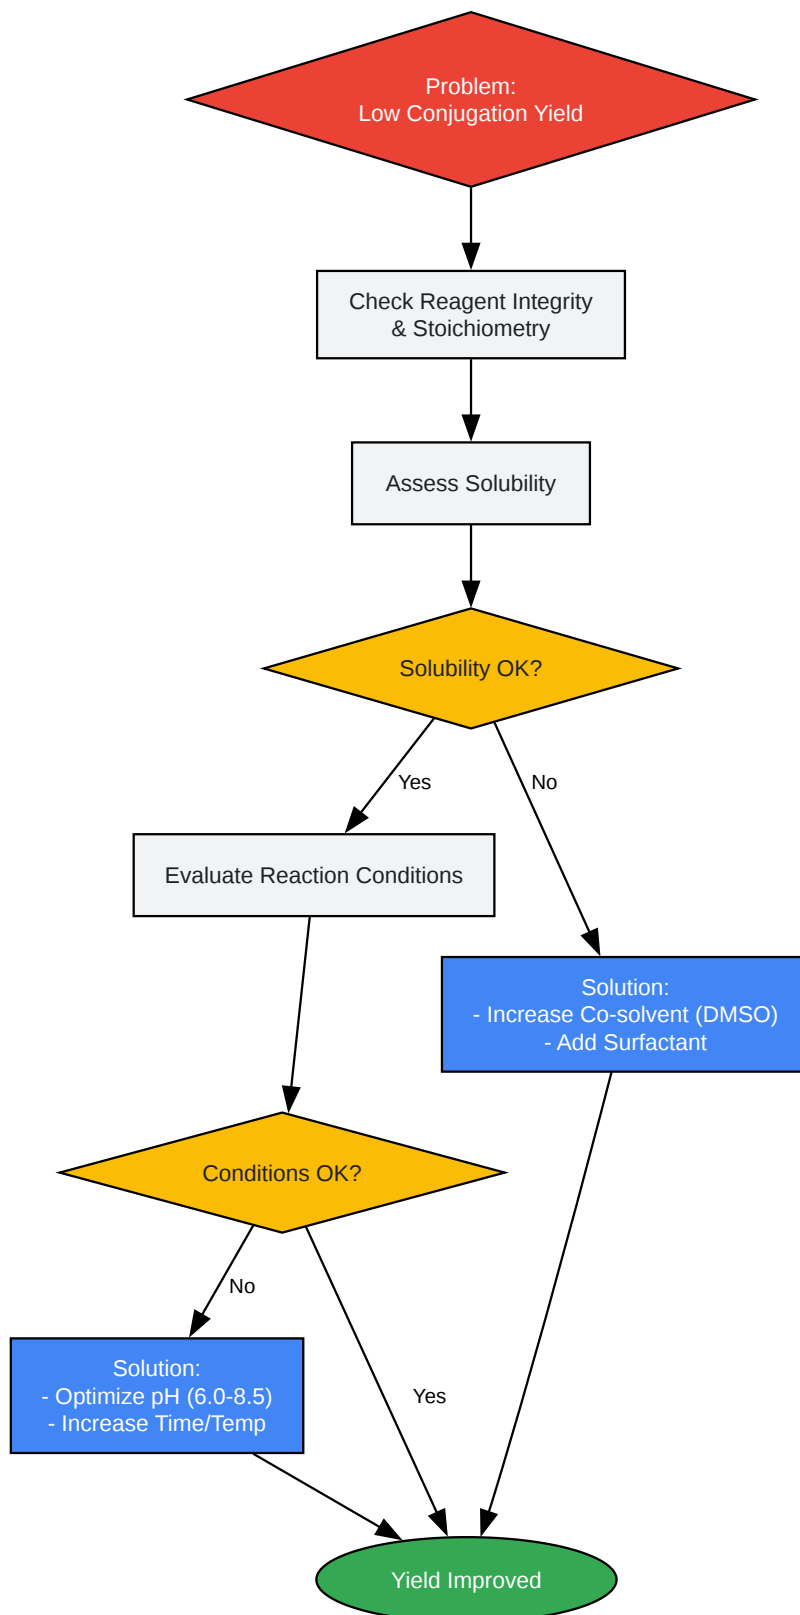 Problem:
Low Conjugation Yield
Check Reagent Integrity
& Stoichiometry
Assess Solubility
Solubility OK?
Yes
No
Evaluate Reaction Conditions
Solution:
- Increase Co-solvent (DMSO)
- Add Surfactant
Conditions OK?
No
Solution:
- Optimize pH (6.0-8.5)
- Increase Time/Temp
Yes
Yield Improved